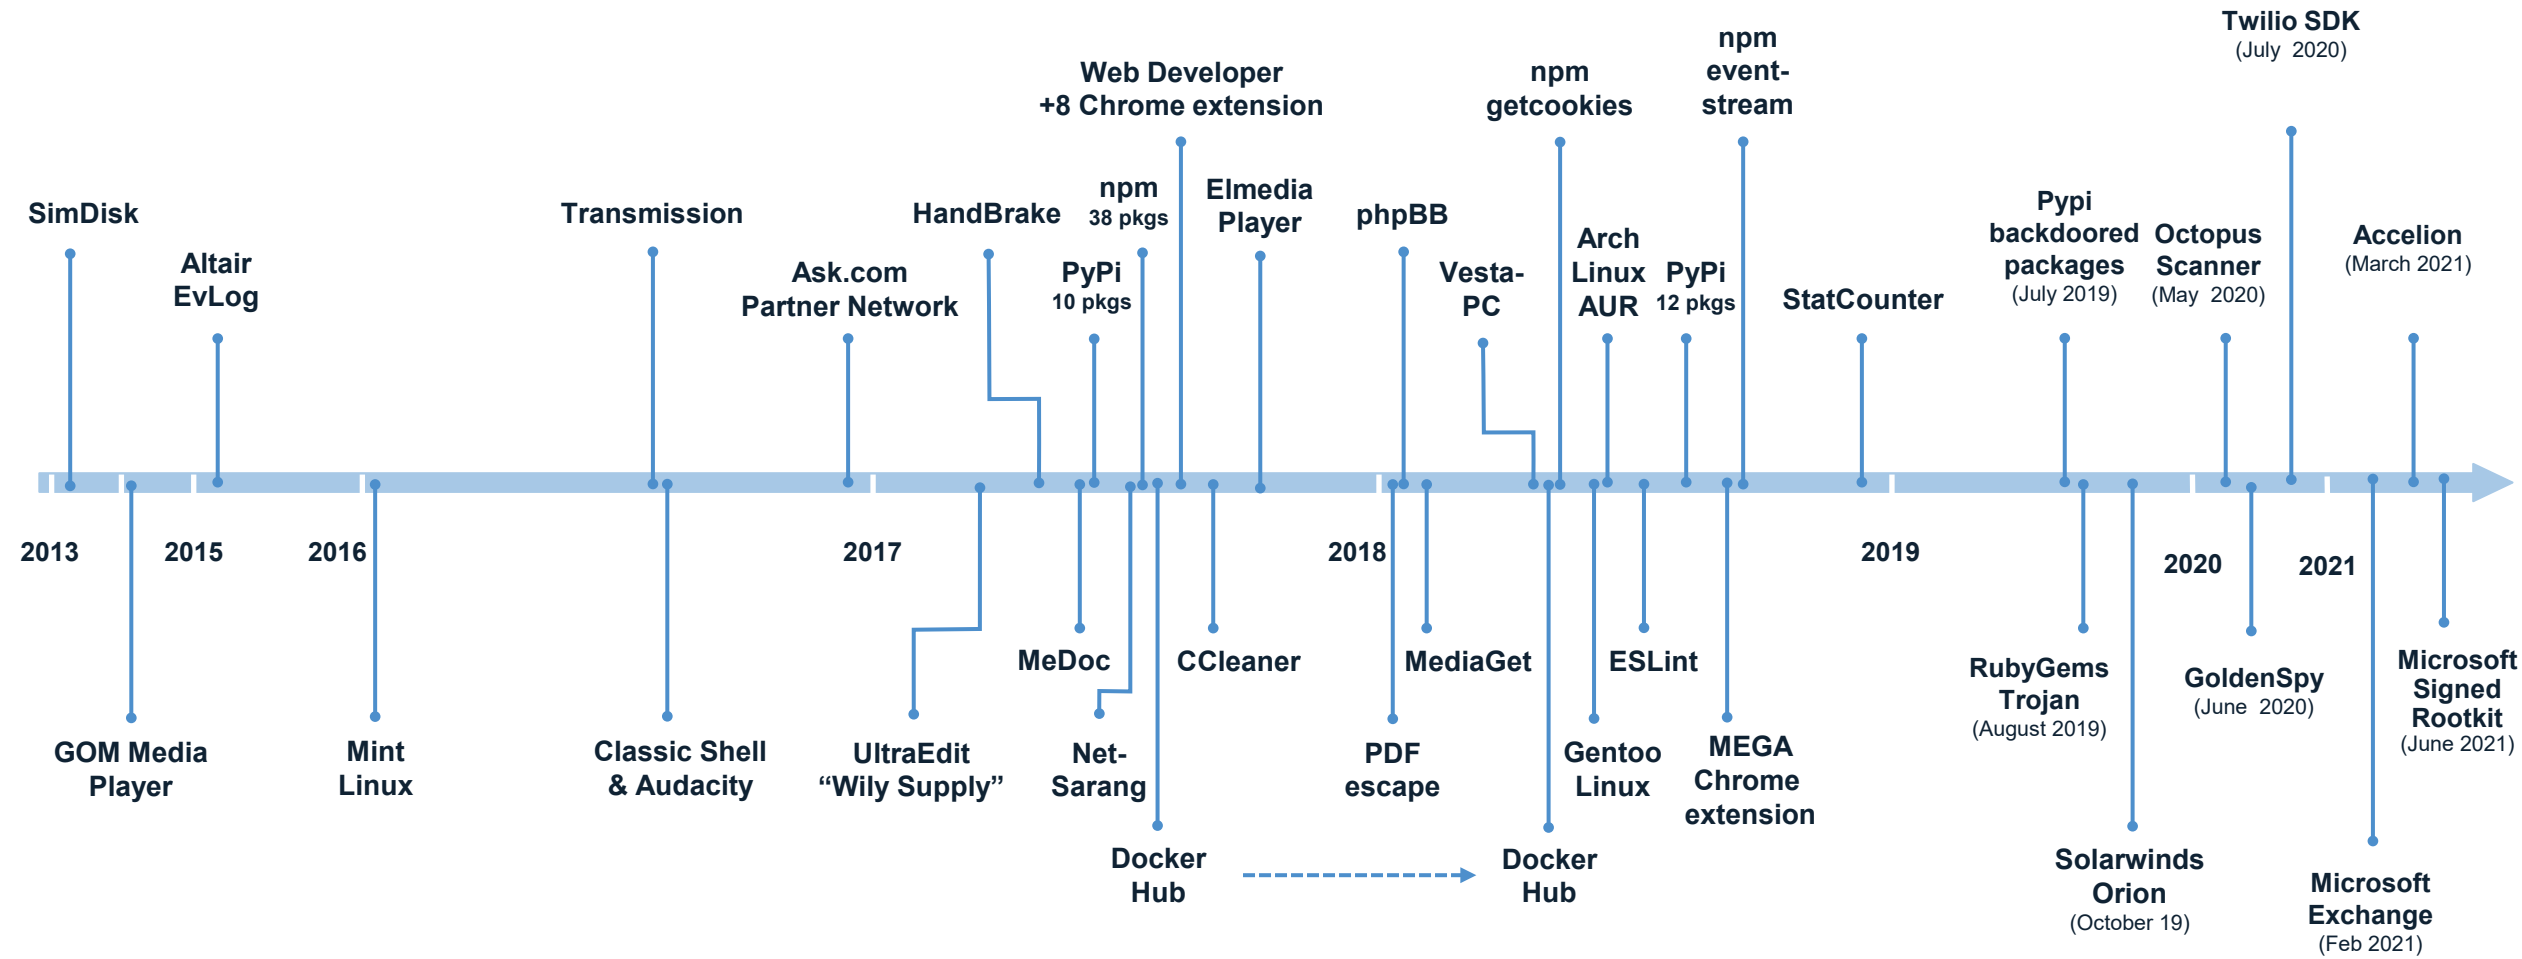 Twilio SDK
(July 2020)
npm
event-
stream
Web Developer
+8 Chrome extension
npm
getcookies
SimDisk
Altair
EvLog
Transmission
Ask.com
Partner Network
HandBrake
PyPi
10 pkgs
npm
38 pkgs
Elmedia
Player
phpBB
Vesta-
PC
Arch
Linux
AUR
PyPi
12 pkgs
StatCounter
Pypi
backdoored
packages
(July 2019)
Octopus
Scanner
(May 2020)
Accelion
(March 2021)
2013
2015
2016
2017
2018
2019
2020
2021
GOM Media
Player
Mint
Linux
Classic Shell
& Audacity
UltraEdit
“Wily Supply”
MeDoc
Net-
Sarang
CCleaner
Docker
Hub
PDF
escape
MediaGet
Docker
Hub
Gentoo
Linux
ESLint
MEGA
Chrome
extension
RubyGems
Trojan
(August 2019)
Solarwinds
Orion
(October 19)
GoldenSpy
(June 2020)
Microsoft
Exchange
(Feb 2021)
Microsoft
Signed
Rootkit
(June 2021)